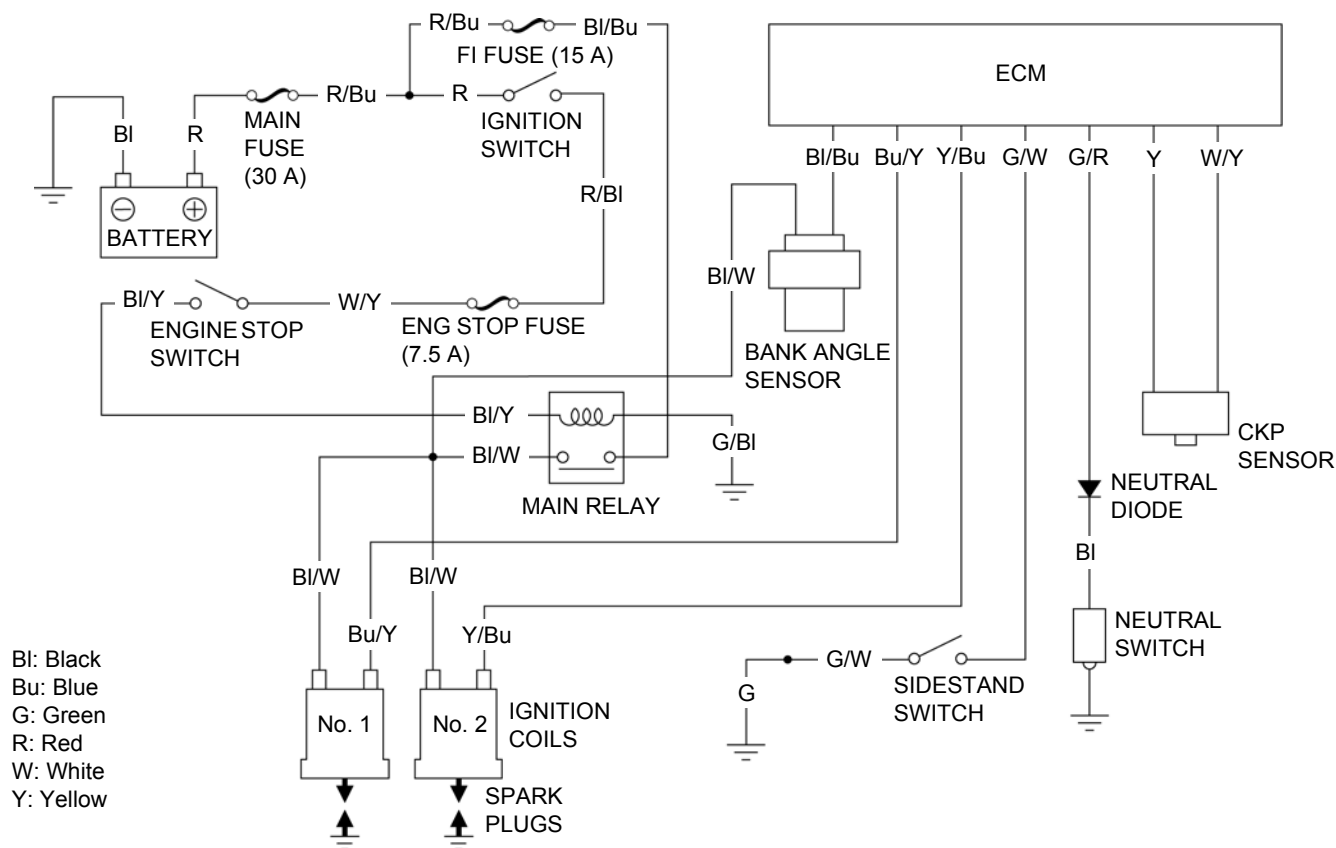 R/Bu
Bl/Bu
FI FUSE (15 A)
ECM
R/Bu
R
Bl
R
MAIN
FUSE
(30 A)
IGNITION
SWITCH
Bl/Bu
Bu/Y
Y/Bu
G/W
G/R
Y
W/Y
R/Bl
BATTERY
Bl/W
Bl/Y
W/Y
ENGINE STOP
SWITCH
ENG STOP FUSE
(7.5 A)
BANK ANGLE
SENSOR
Bl/Y
Bl/W
G/Bl
MAIN RELAY
CKP
SENSOR
NEUTRAL
DIODE
Bl
Bl/W
Bl/W
Bu/Y
Y/Bu
NEUTRAL
SWITCH
G/W
SIDESTAND
SWITCH
G
No. 1
No. 2
IGNITION
COILS
SPARK
PLUGS
Bl: Black
Bu: Blue
G: Green
R: Red
W: White
Y: Yellow